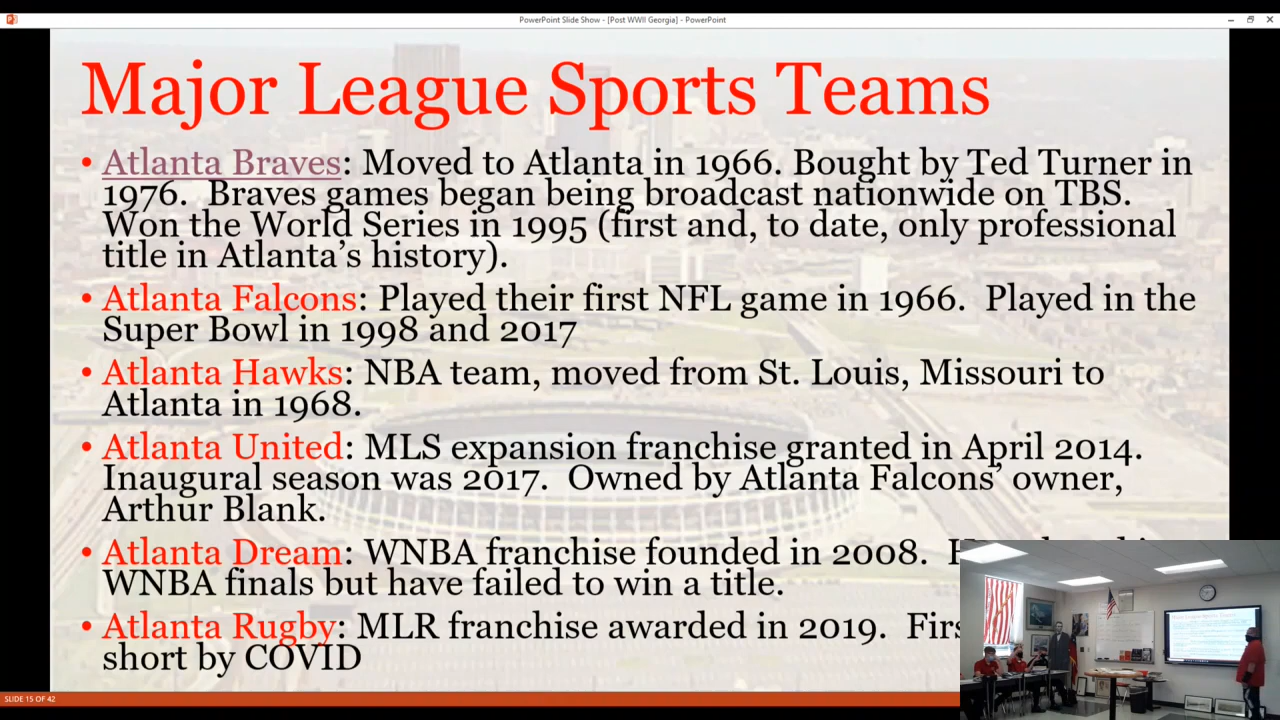 PowerPoint Slide Show - [Post WWII Georgia] - PowerPoint
Major League Sports Teams
• Atlanta Braves: Moved to Atlanta in 1966. Bought by Ted Turner in
1976. Braves games began being broadcast nationwide on TBS.
Won the World Series in 1995 (first and, to date, only professional
title in Atlanta's history).
• Atlanta Falcons: Played their first NFL game in 1966. Played in the
Super Bowl in 1998 and 2017
• Atlanta Hawks: NBA team, moved from St. Louis, Missouri to
Atlanta in 1968.
• Atlanta United: MLS expansion franchise granted in April 2014.
Inaugural season was 2017. Owned by Atlanta Falcons' owner,
Arthur Blank.
• Atlanta Dream: WNBA franchise founded in 2008.
WNBA finals but have failed to win a title.
• Atlanta Rugby: MLR franchise awarded in 2019.
short by COVID
SLIDE 15 OF 42